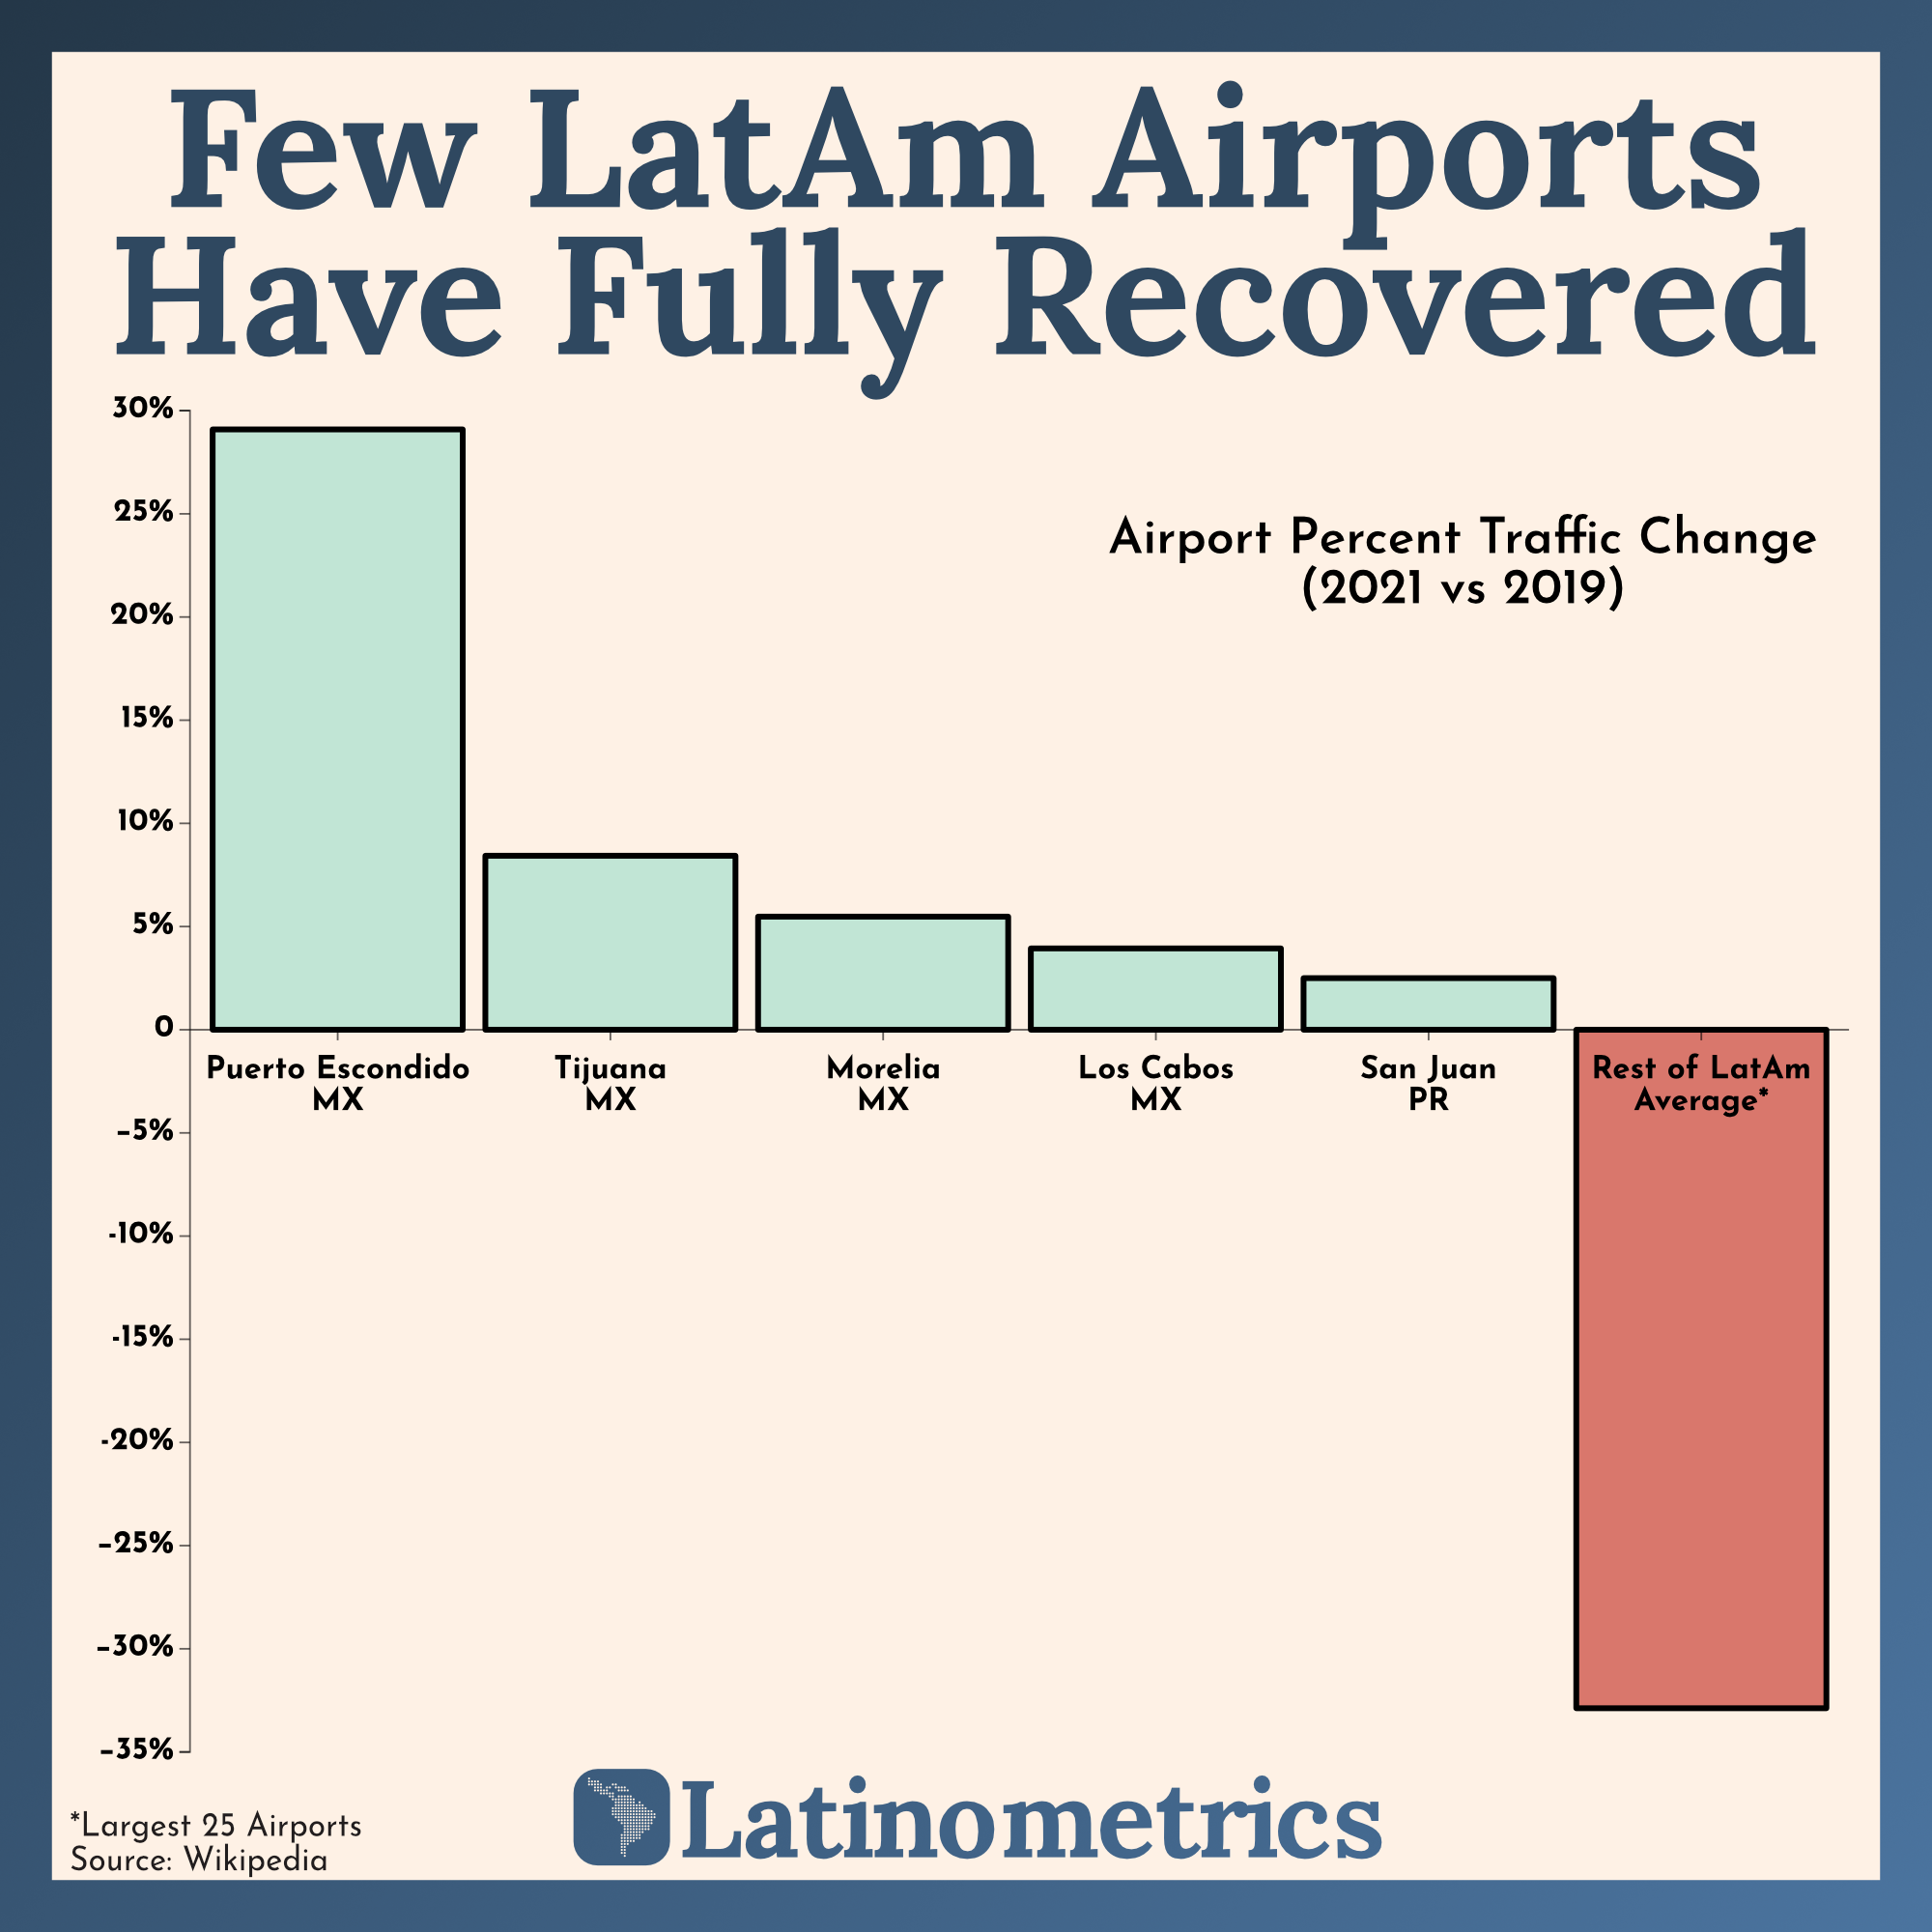 Few LatAm Airports
Have Fully Recovered
30%
25%
Airport Percent Traffic Change
(2021 vs 2019)
20%
15%
10%
5%
0
Puerto Escondido
MX
Tijuana
MX
Morelia
MX
Los Cabos
MX
San Juan
PR
Rest of LatAm
Average*
-5%
-10%
-15%
-20%
-25%
-30%
-35%
*Largest 25 Airports
Source: Wikipedia
Latinometrics